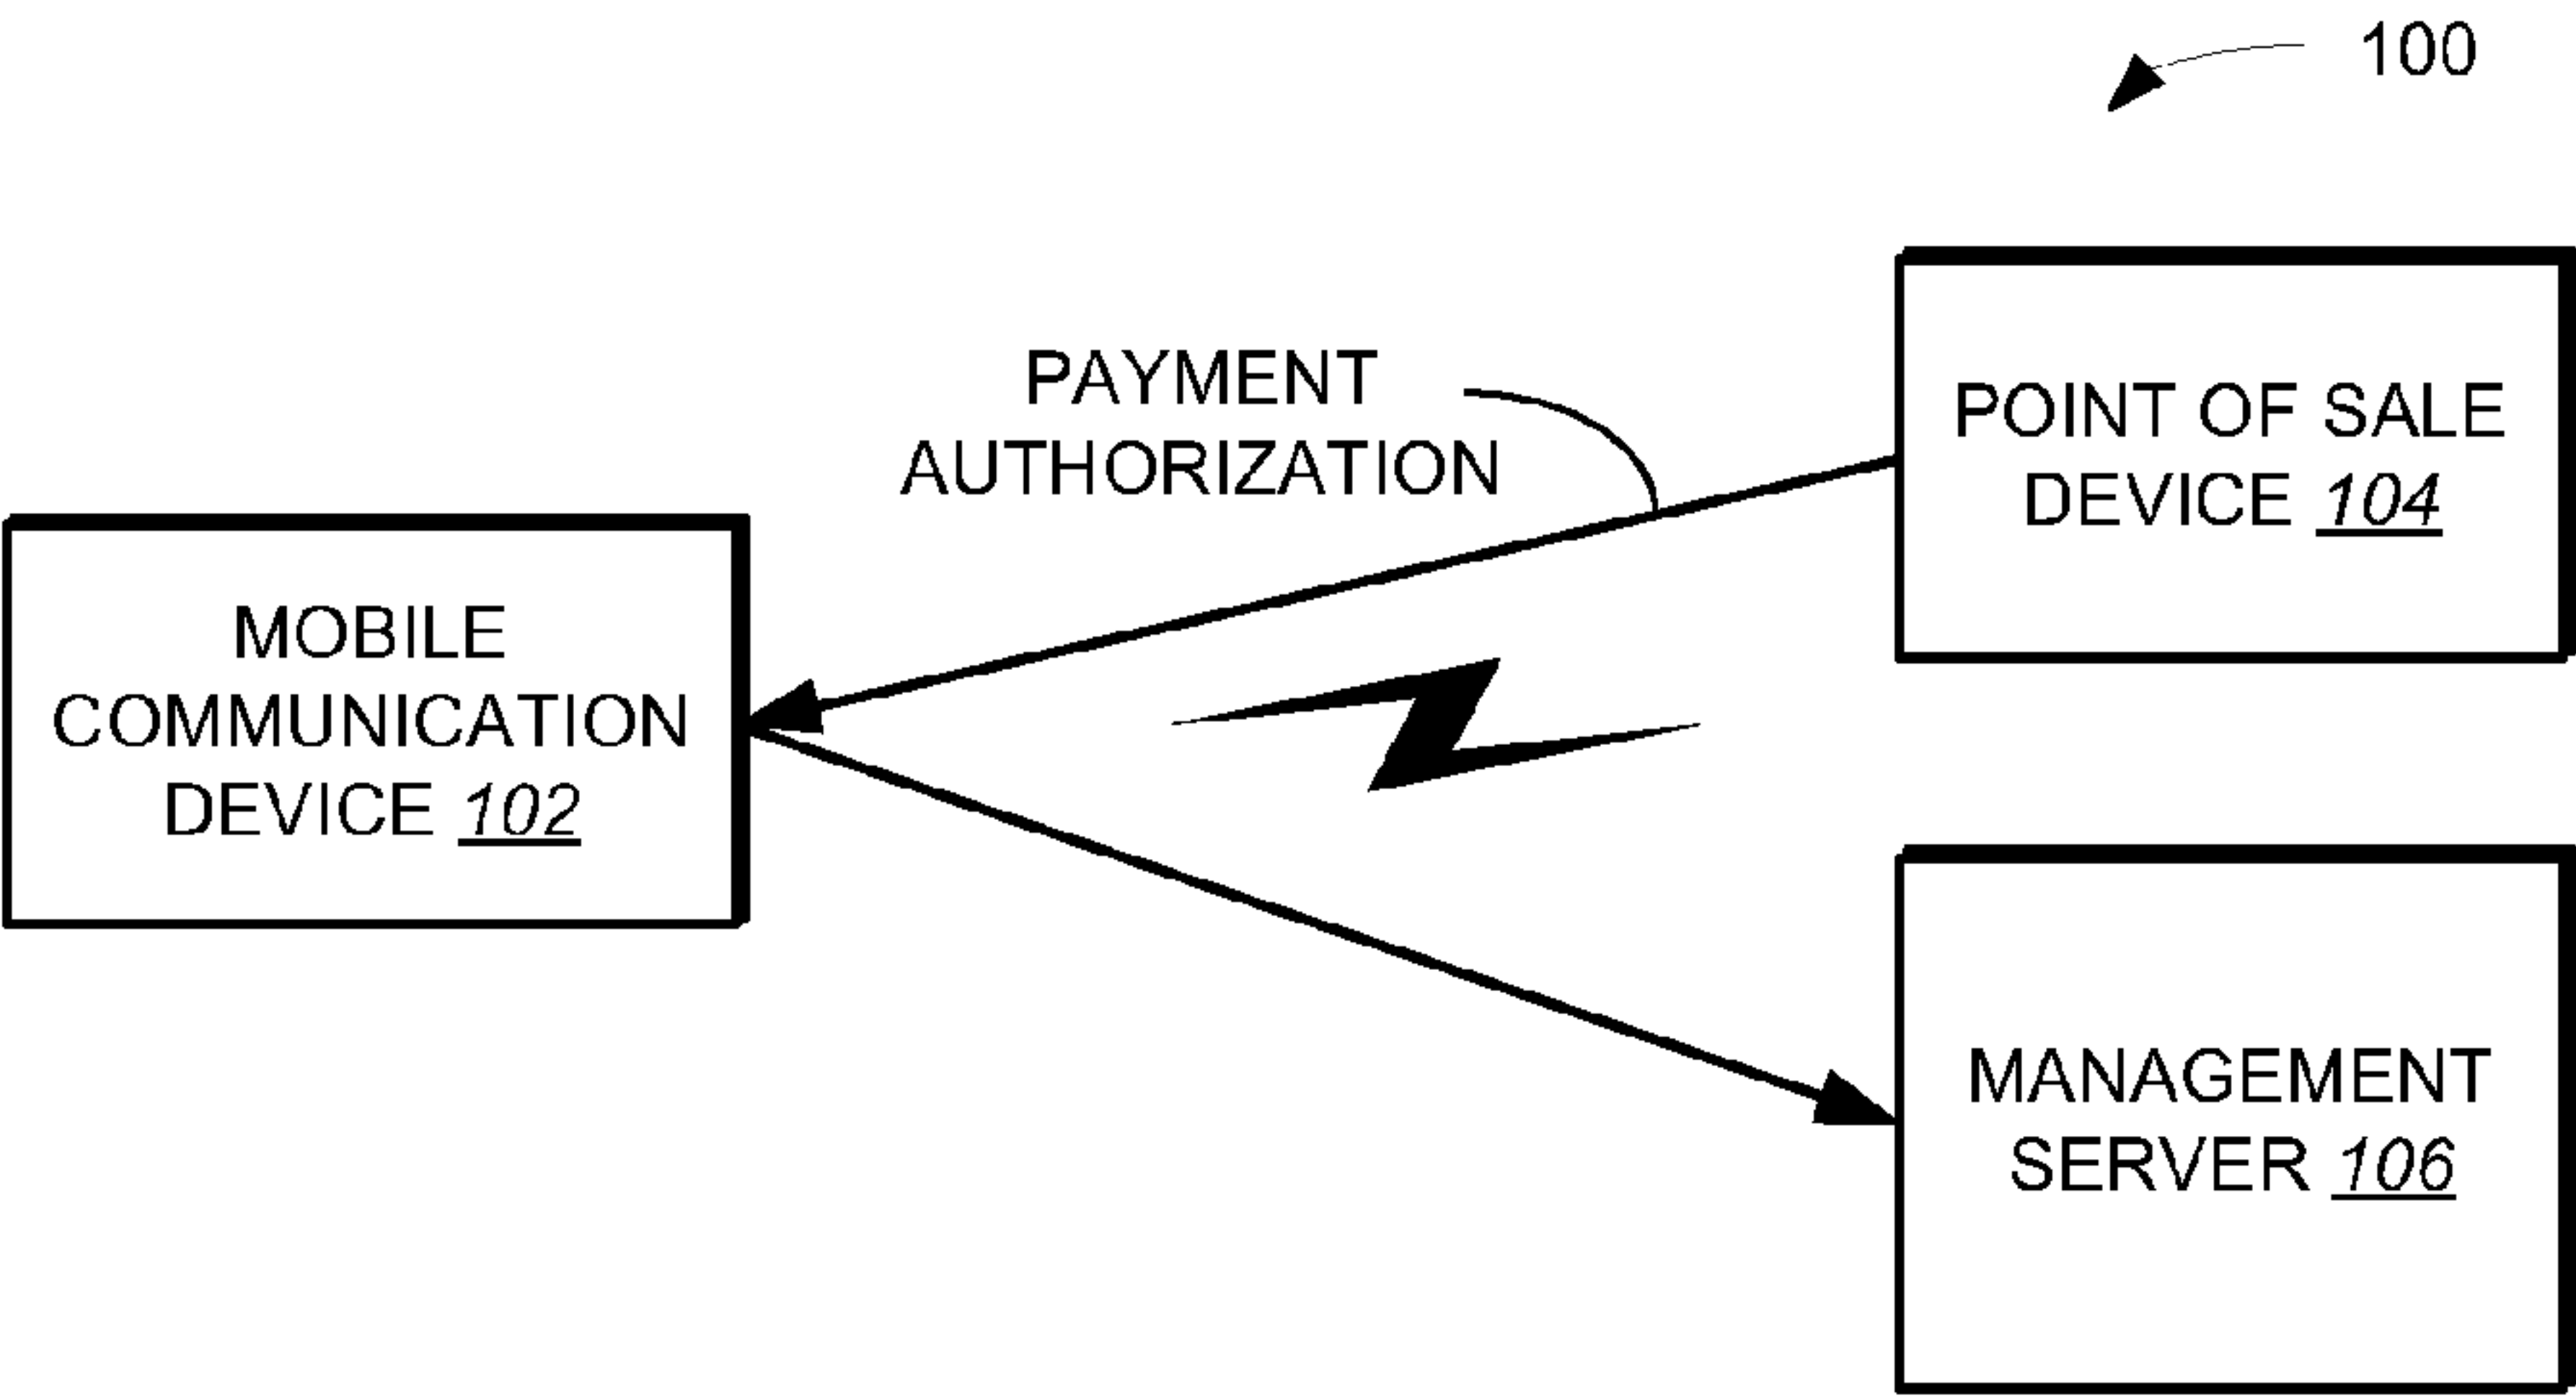 100
PAYMENT
AUTHORIZATION
POINT OF SALE
DEVICE 104
MOBILE
COMMUNICATION
DEVICE 102
MANAGEMENT
SERVER 106